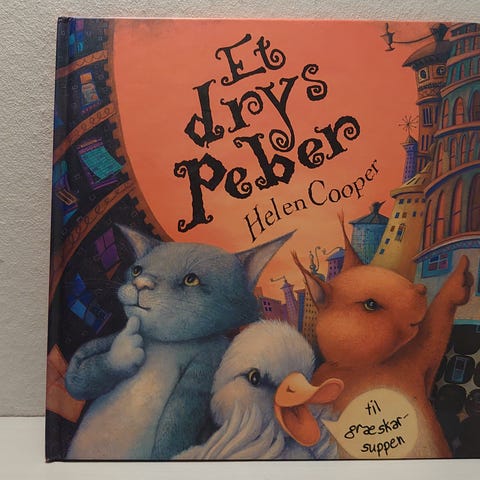 Et
drys
Peber
Helen Cooper
til
græskar-
suppen